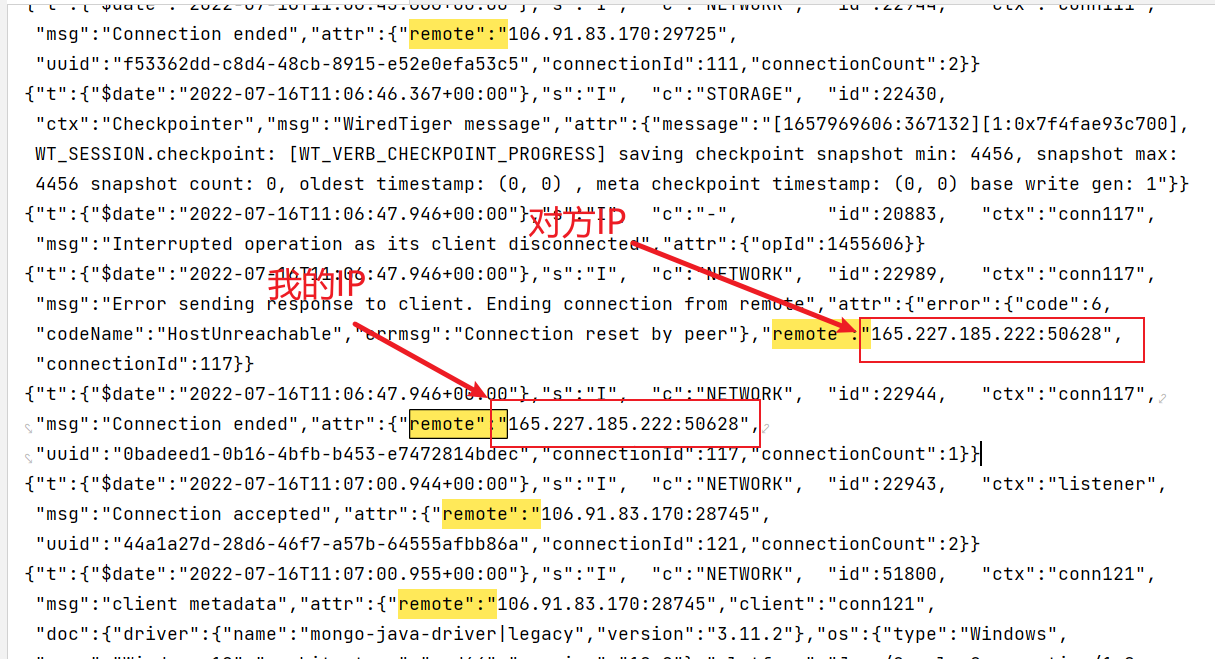 {"t":{"$date":"2022-07-16T11:06:45.888+00:00"},"s":"I", "c":"NETWORK", "id":22944, "ctx":"conn111",
"msg":"Connection ended","attr":{"remote":"106.91.83.170:29725",
"uuid":"f53362dd-c8d4-48cb-8915-e52e0efa53c5","connectionId":111,"connectionCount":2}}
{"t":{"$date":"2022-07-16T11:06:46.367+00:00"},"s":"I", "c":"STORAGE", "id":22430,
"ctx":"Checkpointer","msg":"WiredTiger message","attr":{"message":"[1657969606:367132][1:0x7f4fae93c700],
WT_SESSION.checkpoint: [WT_VERB_CHECKPOINT_PROGRESS] saving checkpoint snapshot min: 4456, snapshot max:
4456 snapshot count: 0, oldest timestamp: (0, 0) , meta checkpoint timestamp: (0, 0) base write gen: 1"}}
{"t":{"$date":"2022-07-16T11:06:47.946+00:00"},"s":"I", "c":"-", "id":20883, "ctx":"conn117",
对方IP
"msg":"Interrupted operation as its client disconnected","attr":{"opId":1455606}}
{"t":{"$date":"2022-07-16T11:06:47.946+00:00"},"s":"I", "c":"NETWORK", "id":22989, "ctx":"conn117",
我的IP
"msg":"Error sending response to client. Ending connection from remote","attr":{"error":{"code":6,
"codeName":"HostUnreachable","errmsg":"Connection reset by peer"},"remote":"165.227.185.222:50628",
"connectionId":117}}
{"t":{"$date":"2022-07-16T11:06:47.946+00:00"},"s":"I", "c":"NETWORK", "id":22944, "ctx":"conn117",
"msg":"Connection ended","attr":{"remote":"165.227.185.222:50628",
"uuid":"0badeed1-0b16-4bfb-b453-e7472814bdec","connectionId":117,"connectionCount":1}}
{"t":{"$date":"2022-07-16T11:07:00.944+00:00"},"s":"I", "c":"NETWORK", "id":22943, "ctx":"listener",
"msg":"Connection accepted","attr":{"remote":"106.91.83.170:28745",
"uuid":"44a1a27d-28d6-46f7-a57b-64555afbb86a","connectionId":121,"connectionCount":2}}
{"t":{"$date":"2022-07-16T11:07:00.955+00:00"},"s":"I", "c":"NETWORK", "id":51800, "ctx":"conn121",
"msg":"client metadata","attr":{"remote":"106.91.83.170:28745","client":"conn121",
"doc":{"driver":{"name":"mongo-java-driver|legacy","version":"3.11.2"},"os":{"type":"Windows",